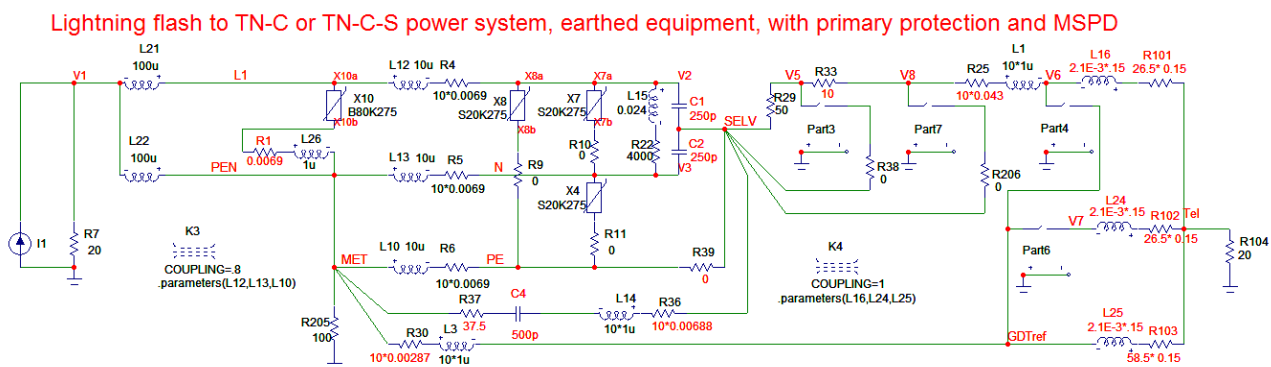 Lightning flash to TN-C or TN-C-S power system, earthed equipment, with primary protection and MSPD
L21
100u
V1
L1
X10a
X10
B80K275
X10b
L12 10u
R4
10*0.0069
X8a
X8
S20K275
X8b
X7a
X7
S20K275
X7b
V2
L15
0.024
C1
250p
SELV
R29
50
V5
R33
10
V8
R25
10*0.043
L1
10*1u
V6
L16
2.1E-3*.15
R101
26.5* 0.15
Part3
Part7
Part4
R1
0.0069
L26
1u
L22
100u
PEN
L13 10u
R5
10*0.0069
N
R9
0
R10
0
R22
4000
C2
250p
V3
X4
S20K275
R11
0
R38
0
R206
0
I1
R7
20
K3
COUPLING=.8
.parameters(L12,L13,L10)
MET
L10 10u
R6
10*0.0069
PE
R39
0
K4
COUPLING=1
.parameters(L16,L24,L25)
Part6
V7
L24
2.1E-3*.15
R102
26.5* 0.15
Tel
R104
20
R205
100
R37
37.5
C4
500p
L14
10*1u
R36
10*0.00688
R30
10*0.00287
L3
10*1u
GDTref
L25
2.1E-3*.15
R103
58.5* 0.15